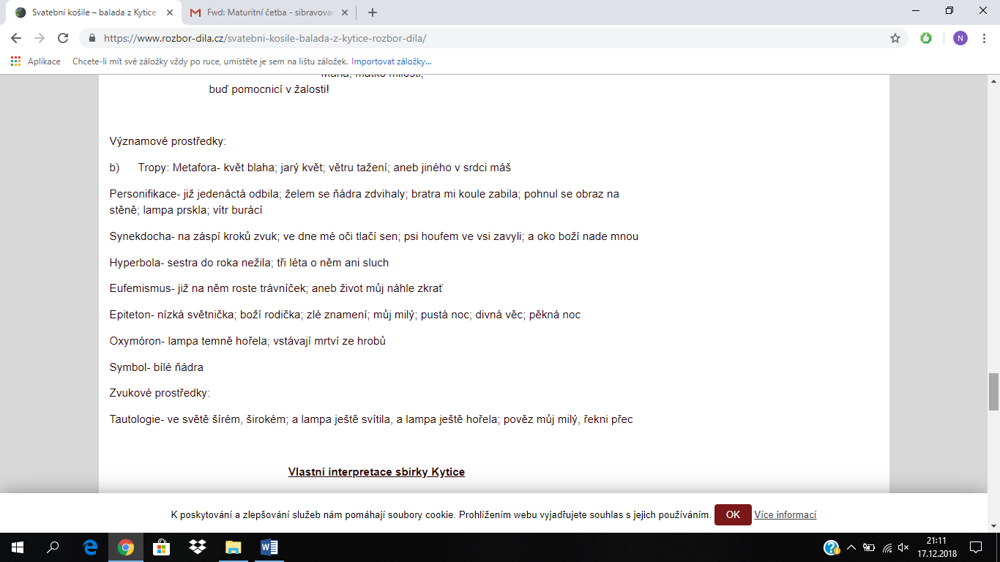 Svatební košile – balada z Kytice
Fwd: Maturitní četba - sibravovan
https://www.rozbor-dila.cz/svatebni-kosile-balada-z-kytice-rozbor-dila/
N
Aplikace
Chcete-li mít své záložky vždy po ruce, umístěte je sem na lištu záložek. Importovat záložky...
Maria, matko milosti,
buď pomocnicí v žalosti!
Významové prostředky:
b) Tropy: Metafora- květ blaha; jarý květ; větru tažení; aneb jiného v srdci máš
Personifikace- již jedenáctá odbila; želem se ňádra zdvihaly; bratra mi koule zabila; pohnul se obraz na
stěně; lampa prskla; vítr burácí
Synekdocha- na záspí kroků zvuk; ve dne mé oči tlačí sen; psi houfem ve vsi zavyli; a oko boží nade mnou
Hyperbola- sestra do roka nežila; tři léta o něm ani sluch
Eufemismus- již na něm roste trávníček; aneb život můj náhle zkrať
Epiteton- nízká světnička; boží rodička; zlé znamení; můj milý; pustá noc; divná věc; pěkná noc
Oxymóron- lampa temně hořela; vstávají mrtví ze hrobů
Symbol- bílé ňádra
Zvukové prostředky:
Tautologie- ve světě šírém, širokém; a lampa ještě svítila, a lampa ještě hořela; pověz můj milý, řekni přec
Vlastní interpretace sbírky Kytice
K poskytování a zlepšování služeb nám pomáhají soubory cookie. Prohlížením webu vyjadřujete souhlas s jejich používáním. OK Více informací
21:11
17.12.2018